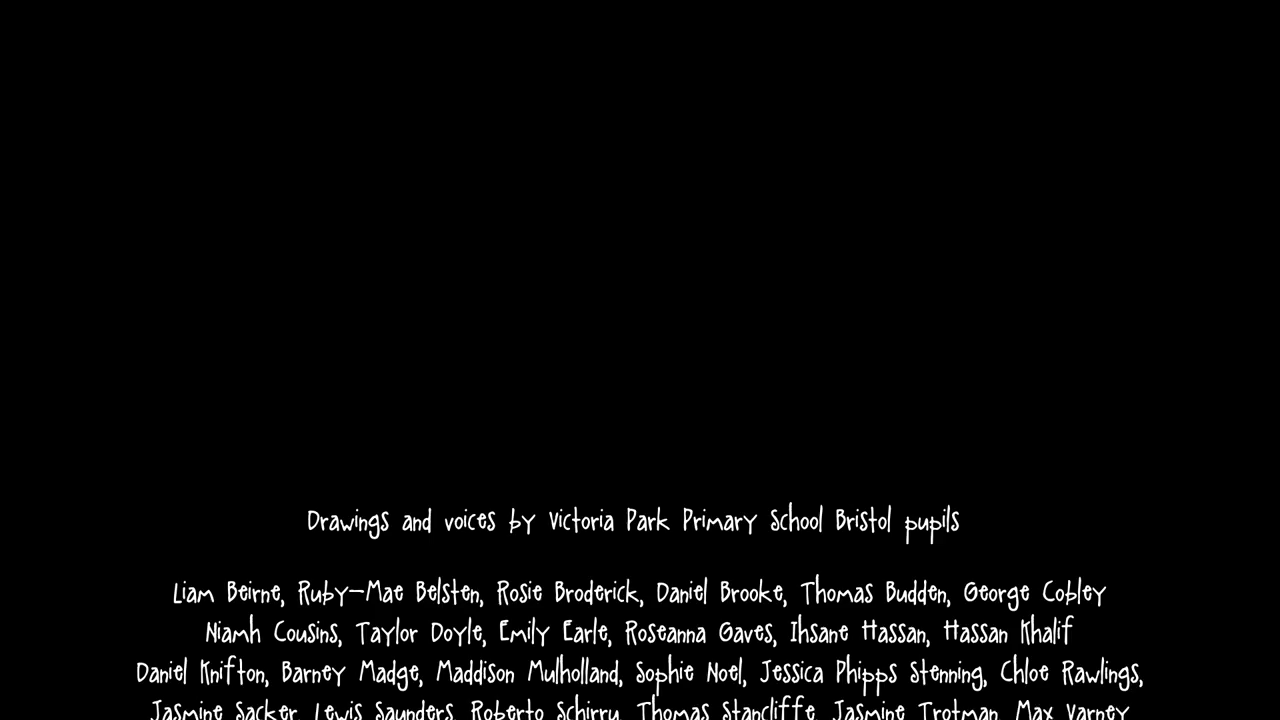 Drawings and voices by Victoria Park Primary School Bristol pupils
Liam Beirne, Ruby-Mae Belsten, Rosie Broderick, Daniel Brooke, Thomas Budden, George Cobley
Niamh Cousins, Taylor Doyle, Emily Earle, Roseanna Gaves, Ihsane Hassan, Hassan Khalif
Daniel Knifton, Barney Madge, Maddison Mulholland, Sophie Noel, Jessica Phipps Stenning, Chloe Rawlings,
Jasmine Sacker, Lewis Saunders, Roberto Schirru, Thomas Stancliffe, Jasmine Trotman, Max Varney